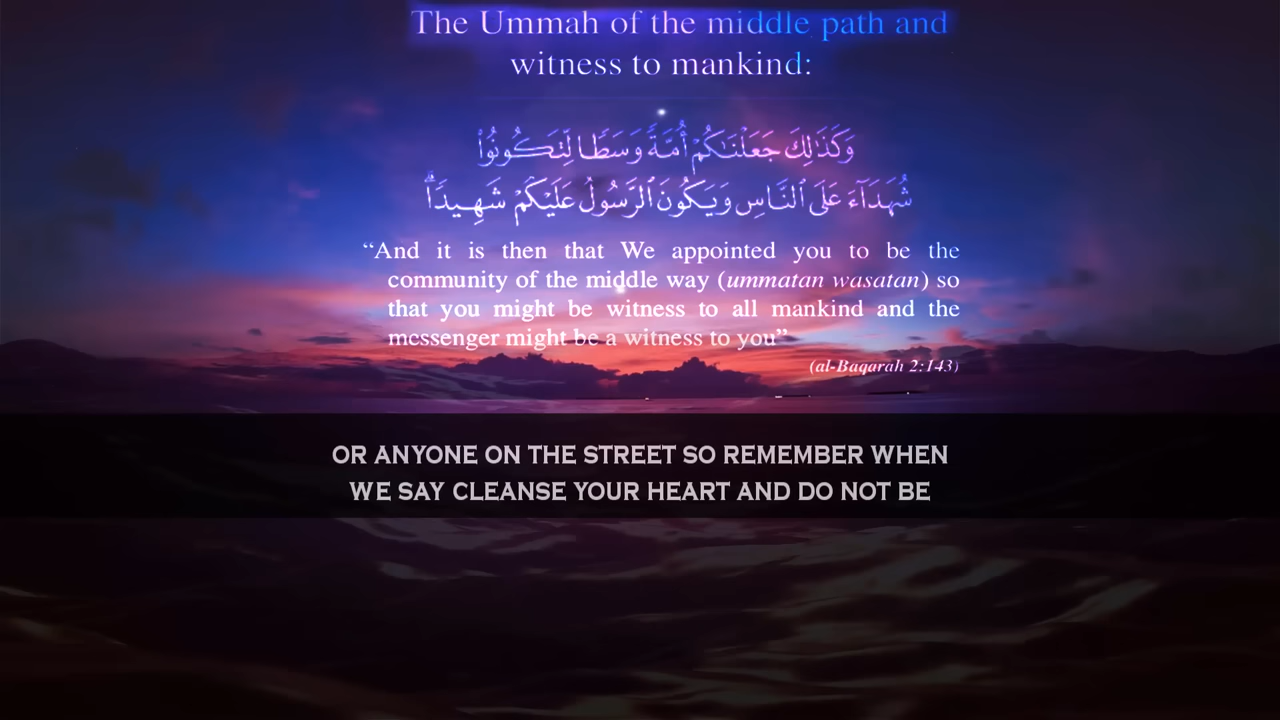 The Ummah of the middle path and
witness to mankind:
وَكَذَٰلِكَ جَعَلْنَـٰكُمْ أُمَّةً وَسَطًا لِّتَكُونُوا۟
شُهَدَآءَ عَلَى ٱلنَّاسِ وَيَكُونَ ٱلرَّسُولُ عَلَيْكُمْ شَهِيدًاۗ
“And it is then that We appointed you to be the
community of the middle way (ummatan wasatan) so
that you might be witness to all mankind and the
mcssenger might be a witness to you”
(al-Baqarah 2:143)
OR ANYONE ON THE STREET SO REMEMBER WHEN
WE SAY CLEANSE YOUR HEART AND DO NOT BE